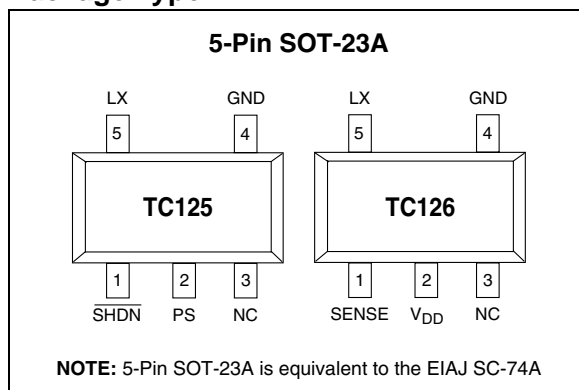 5-Pin SOT-23A
LX GND LX GND
5 4 5 4
TC125 TC126
1 2 3 1 2 3
SHDN PS NC SENSE VDD NC
NOTE: 5-Pin SOT-23A is equivalent to the EIAJ SC-74A